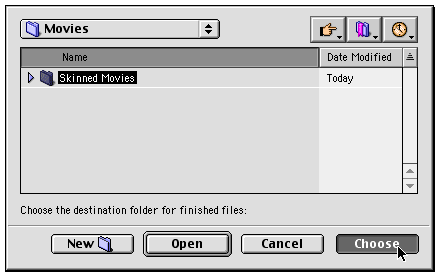 Movies
Name Date Modified
Skinned Movies Today
Choose the destination folder for finished files:
New Open Cancel Choose